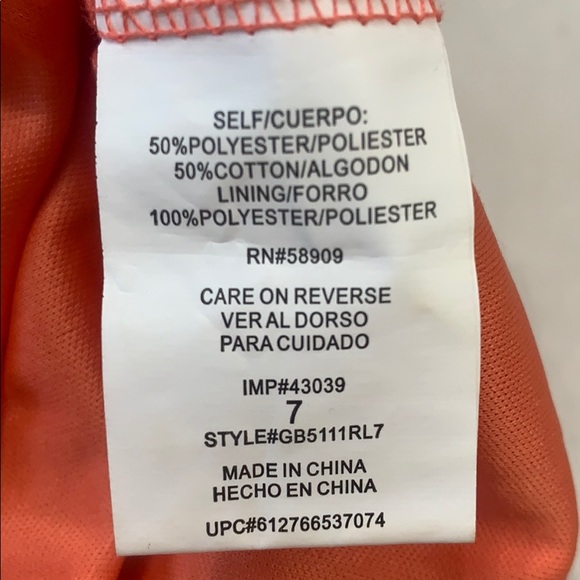 SELF/CUERPO:
50%POLYESTER/POLIESTER
50%COTTON/ALGODON
LINING/FORRO
100%POLYESTER/POLIESTER
RN#58909
CARE ON REVERSE
VER AL DORSO
PARA CUIDADO
IMP#43039
7
STYLE#GB5111RL7
MADE IN CHINA
HECHO EN CHINA
UPC#612766537074